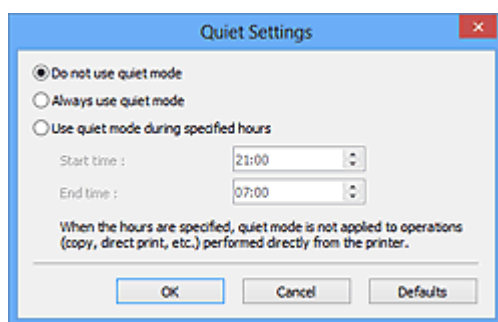 Quiet Settings
Do not use quiet mode
Always use quiet mode
Use quiet mode during specified hours
Start time : 21:00
End time : 07:00
When the hours are specified, quiet mode is not applied to operations
(copy, direct print, etc.) performed directly from the printer.
OK Cancel Defaults